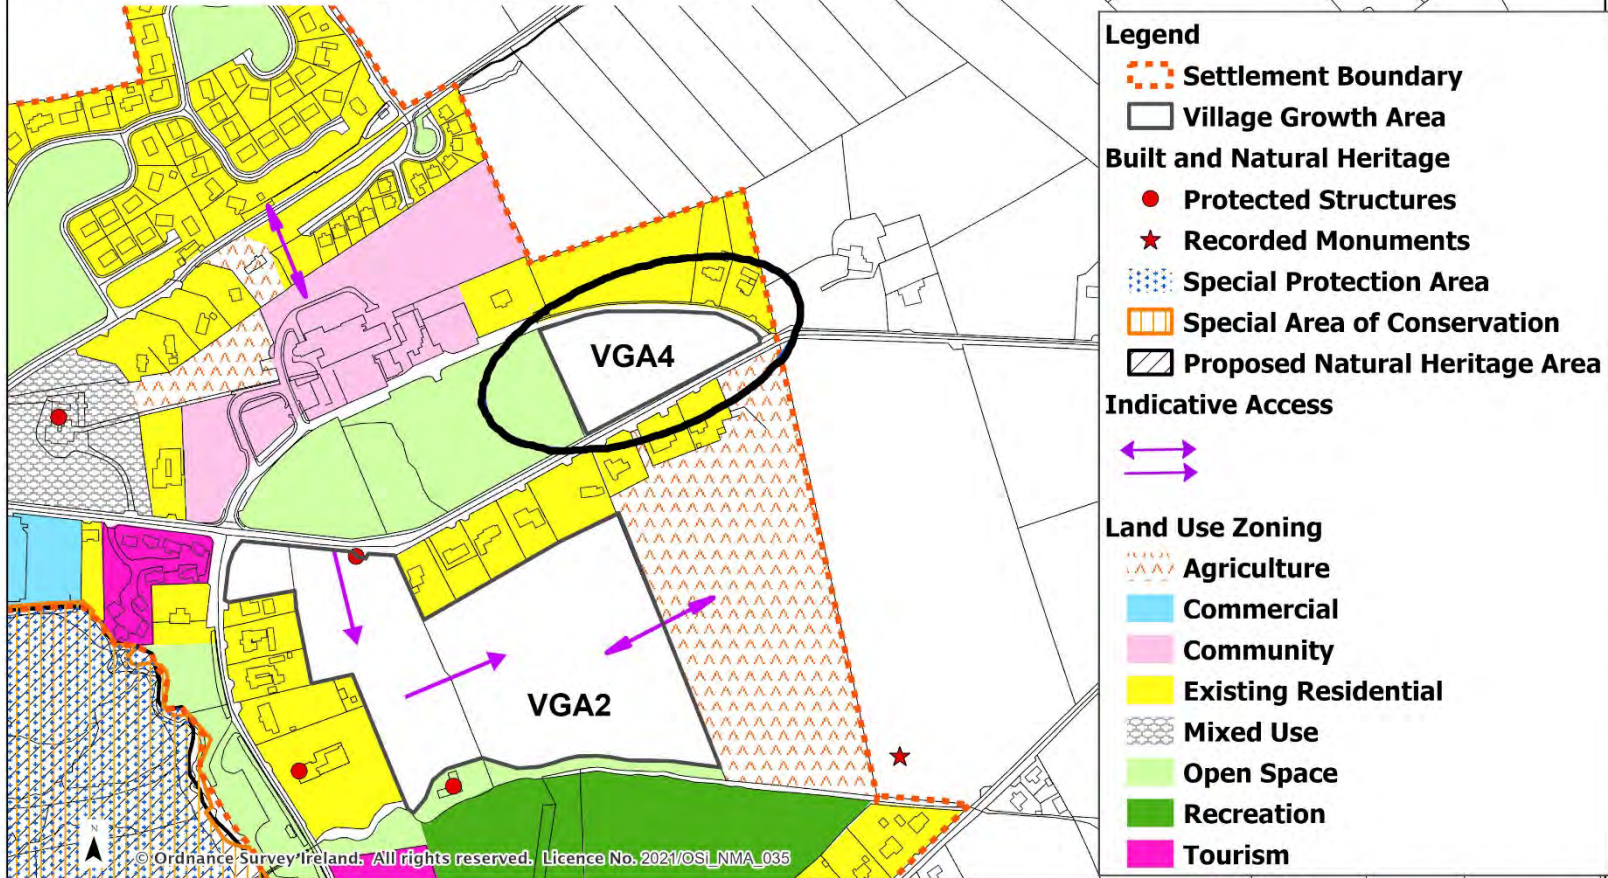 Legend
Settlement Boundary
Village Growth Area
Built and Natural Heritage
Protected Structures
Recorded Monuments
Special Protection Area
Special Area of Conservation
Proposed Natural Heritage Area
Indicative Access
Land Use Zoning
Agriculture
Commercial
Community
Existing Residential
Mixed Use
Open Space
Recreation
Tourism
VGA4
VGA2
N
© Ordnance Survey Ireland. All rights reserved. Licence No. 2021/OSi_NMA_035